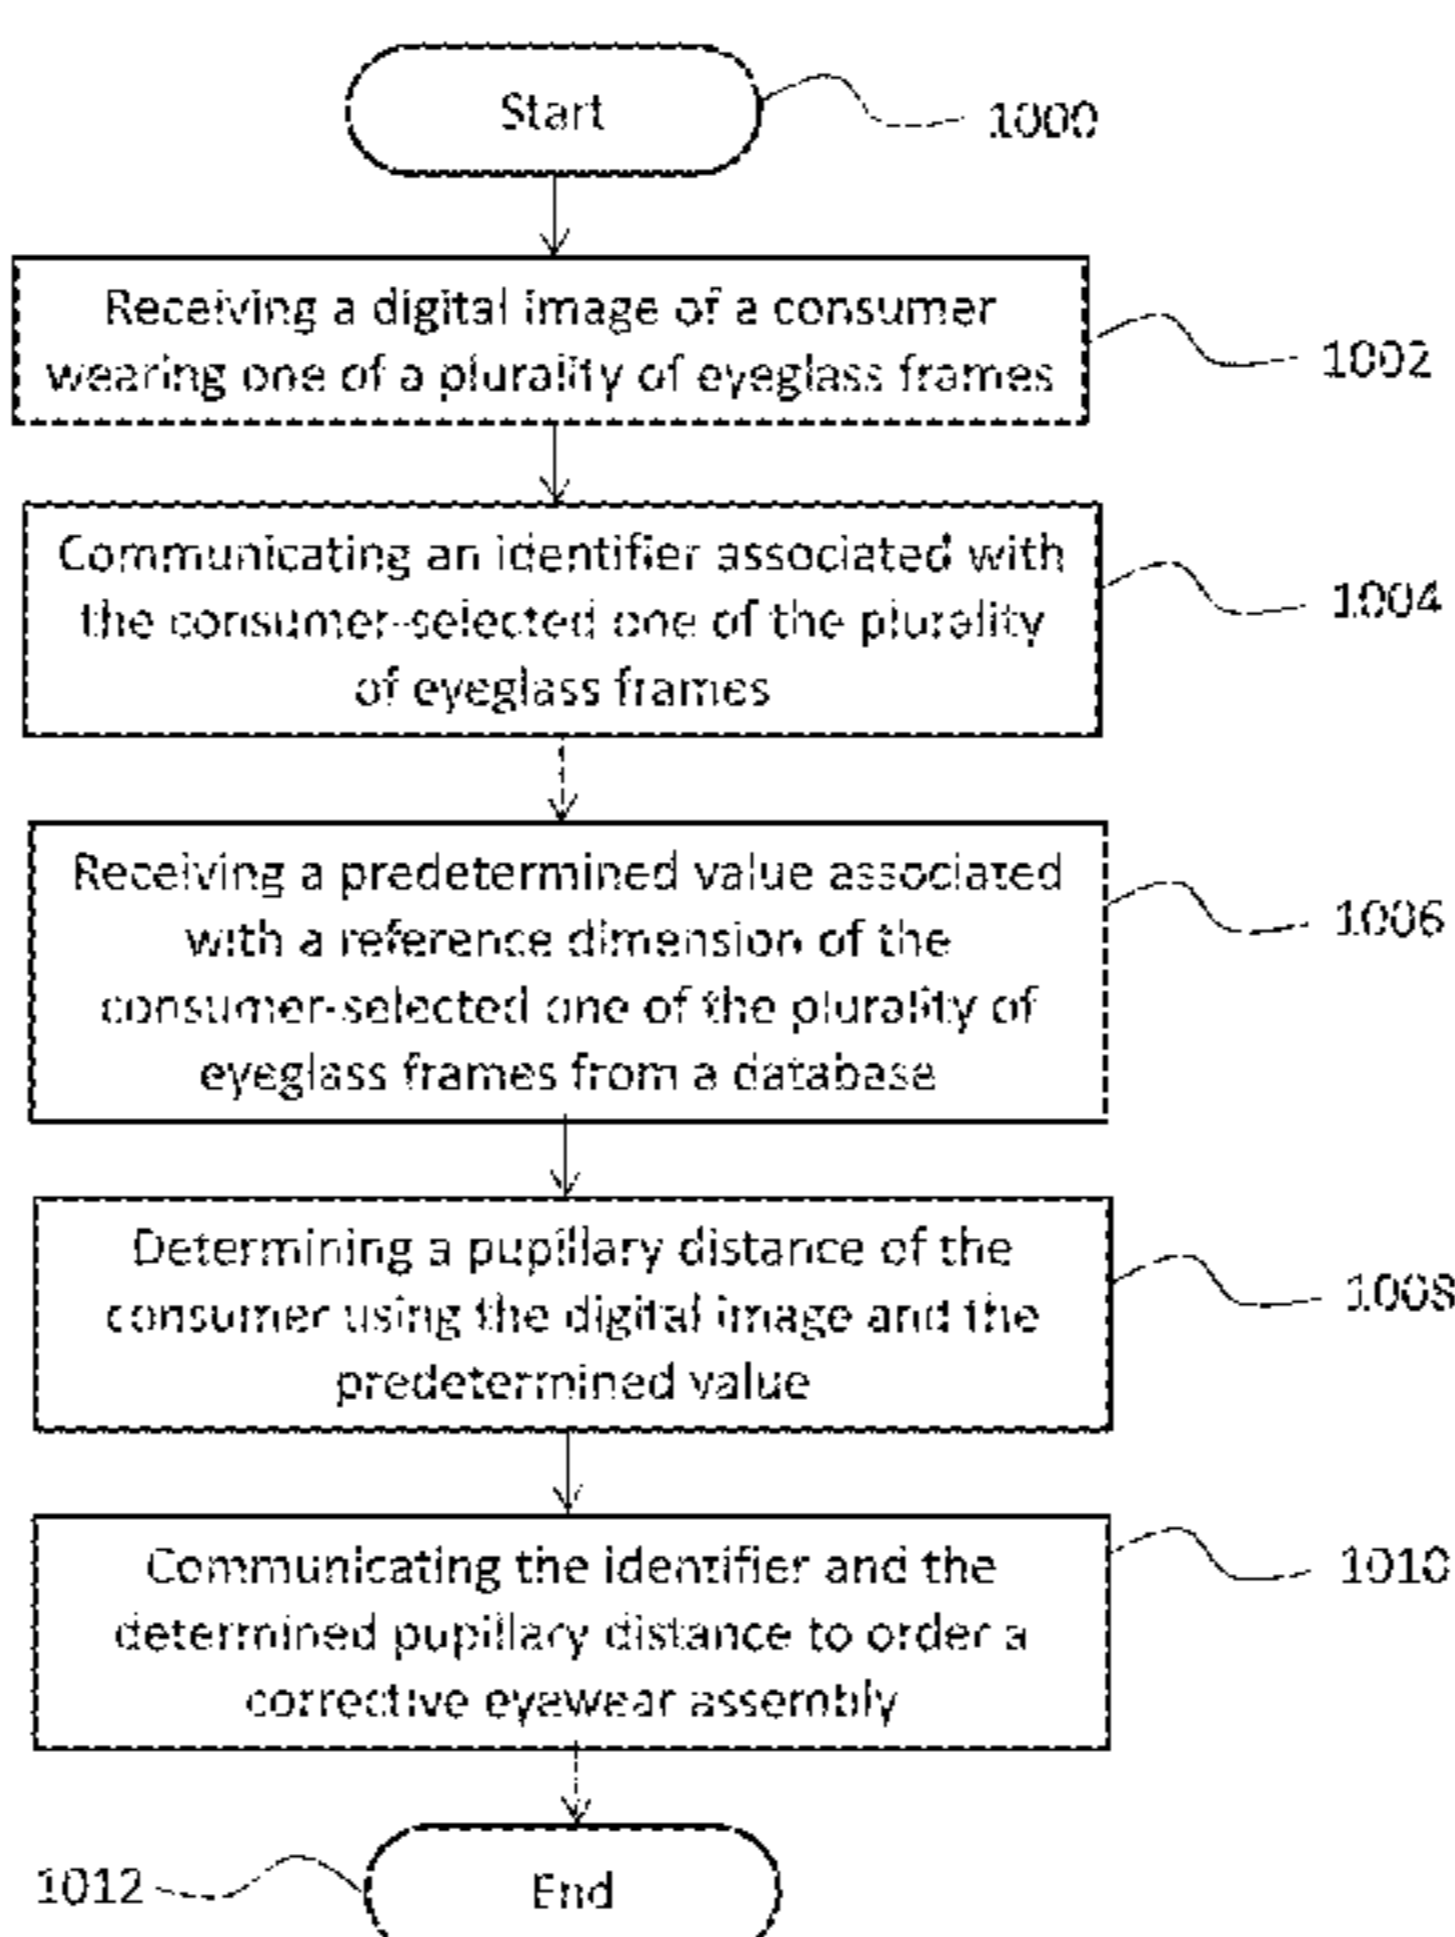 Start
1000
Receiving a digital image of a consumer
wearing one of a plurality of eyeglass frames
1002
Communicating an identifier associated with
the consumer-selected one of the plurality
of eyeglass frames
1004
Receiving a predetermined value associated
with a reference dimension of the
consumer-selected one of the plurality of
eyeglass frames from a database
1006
Determining a pupillary distance of the
consumer using the digital image and the
predetermined value
1008
Communicating the identifier and the
determined pupillary distance to order a
corrective eyewear assembly
1010
1012
End